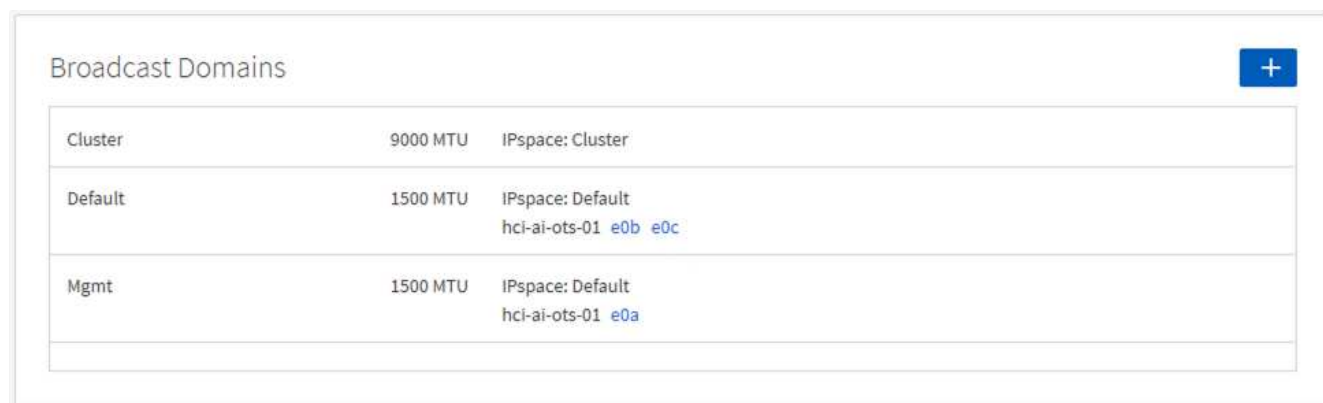 Broadcast Domains
+
Cluster 9000 MTU IPspace: Cluster
Default 1500 MTU IPspace: Default
hci-ai-ots-01 e0b e0c
Mgmt 1500 MTU IPspace: Default
hci-ai-ots-01 e0a